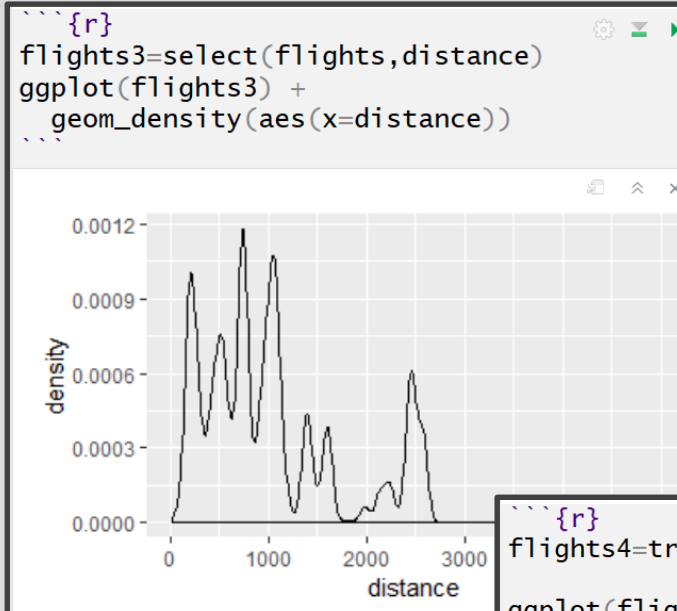 ```{r}
flights3=select(flights,distance)
ggplot(flights3) +
  geom_density(aes(x=distance))
```
0.0012
0.0009
0.0006
0.0003
0.0000
density
0 1000 2000 3000
distance
```{r}
flights4=tr
ggplot(flig